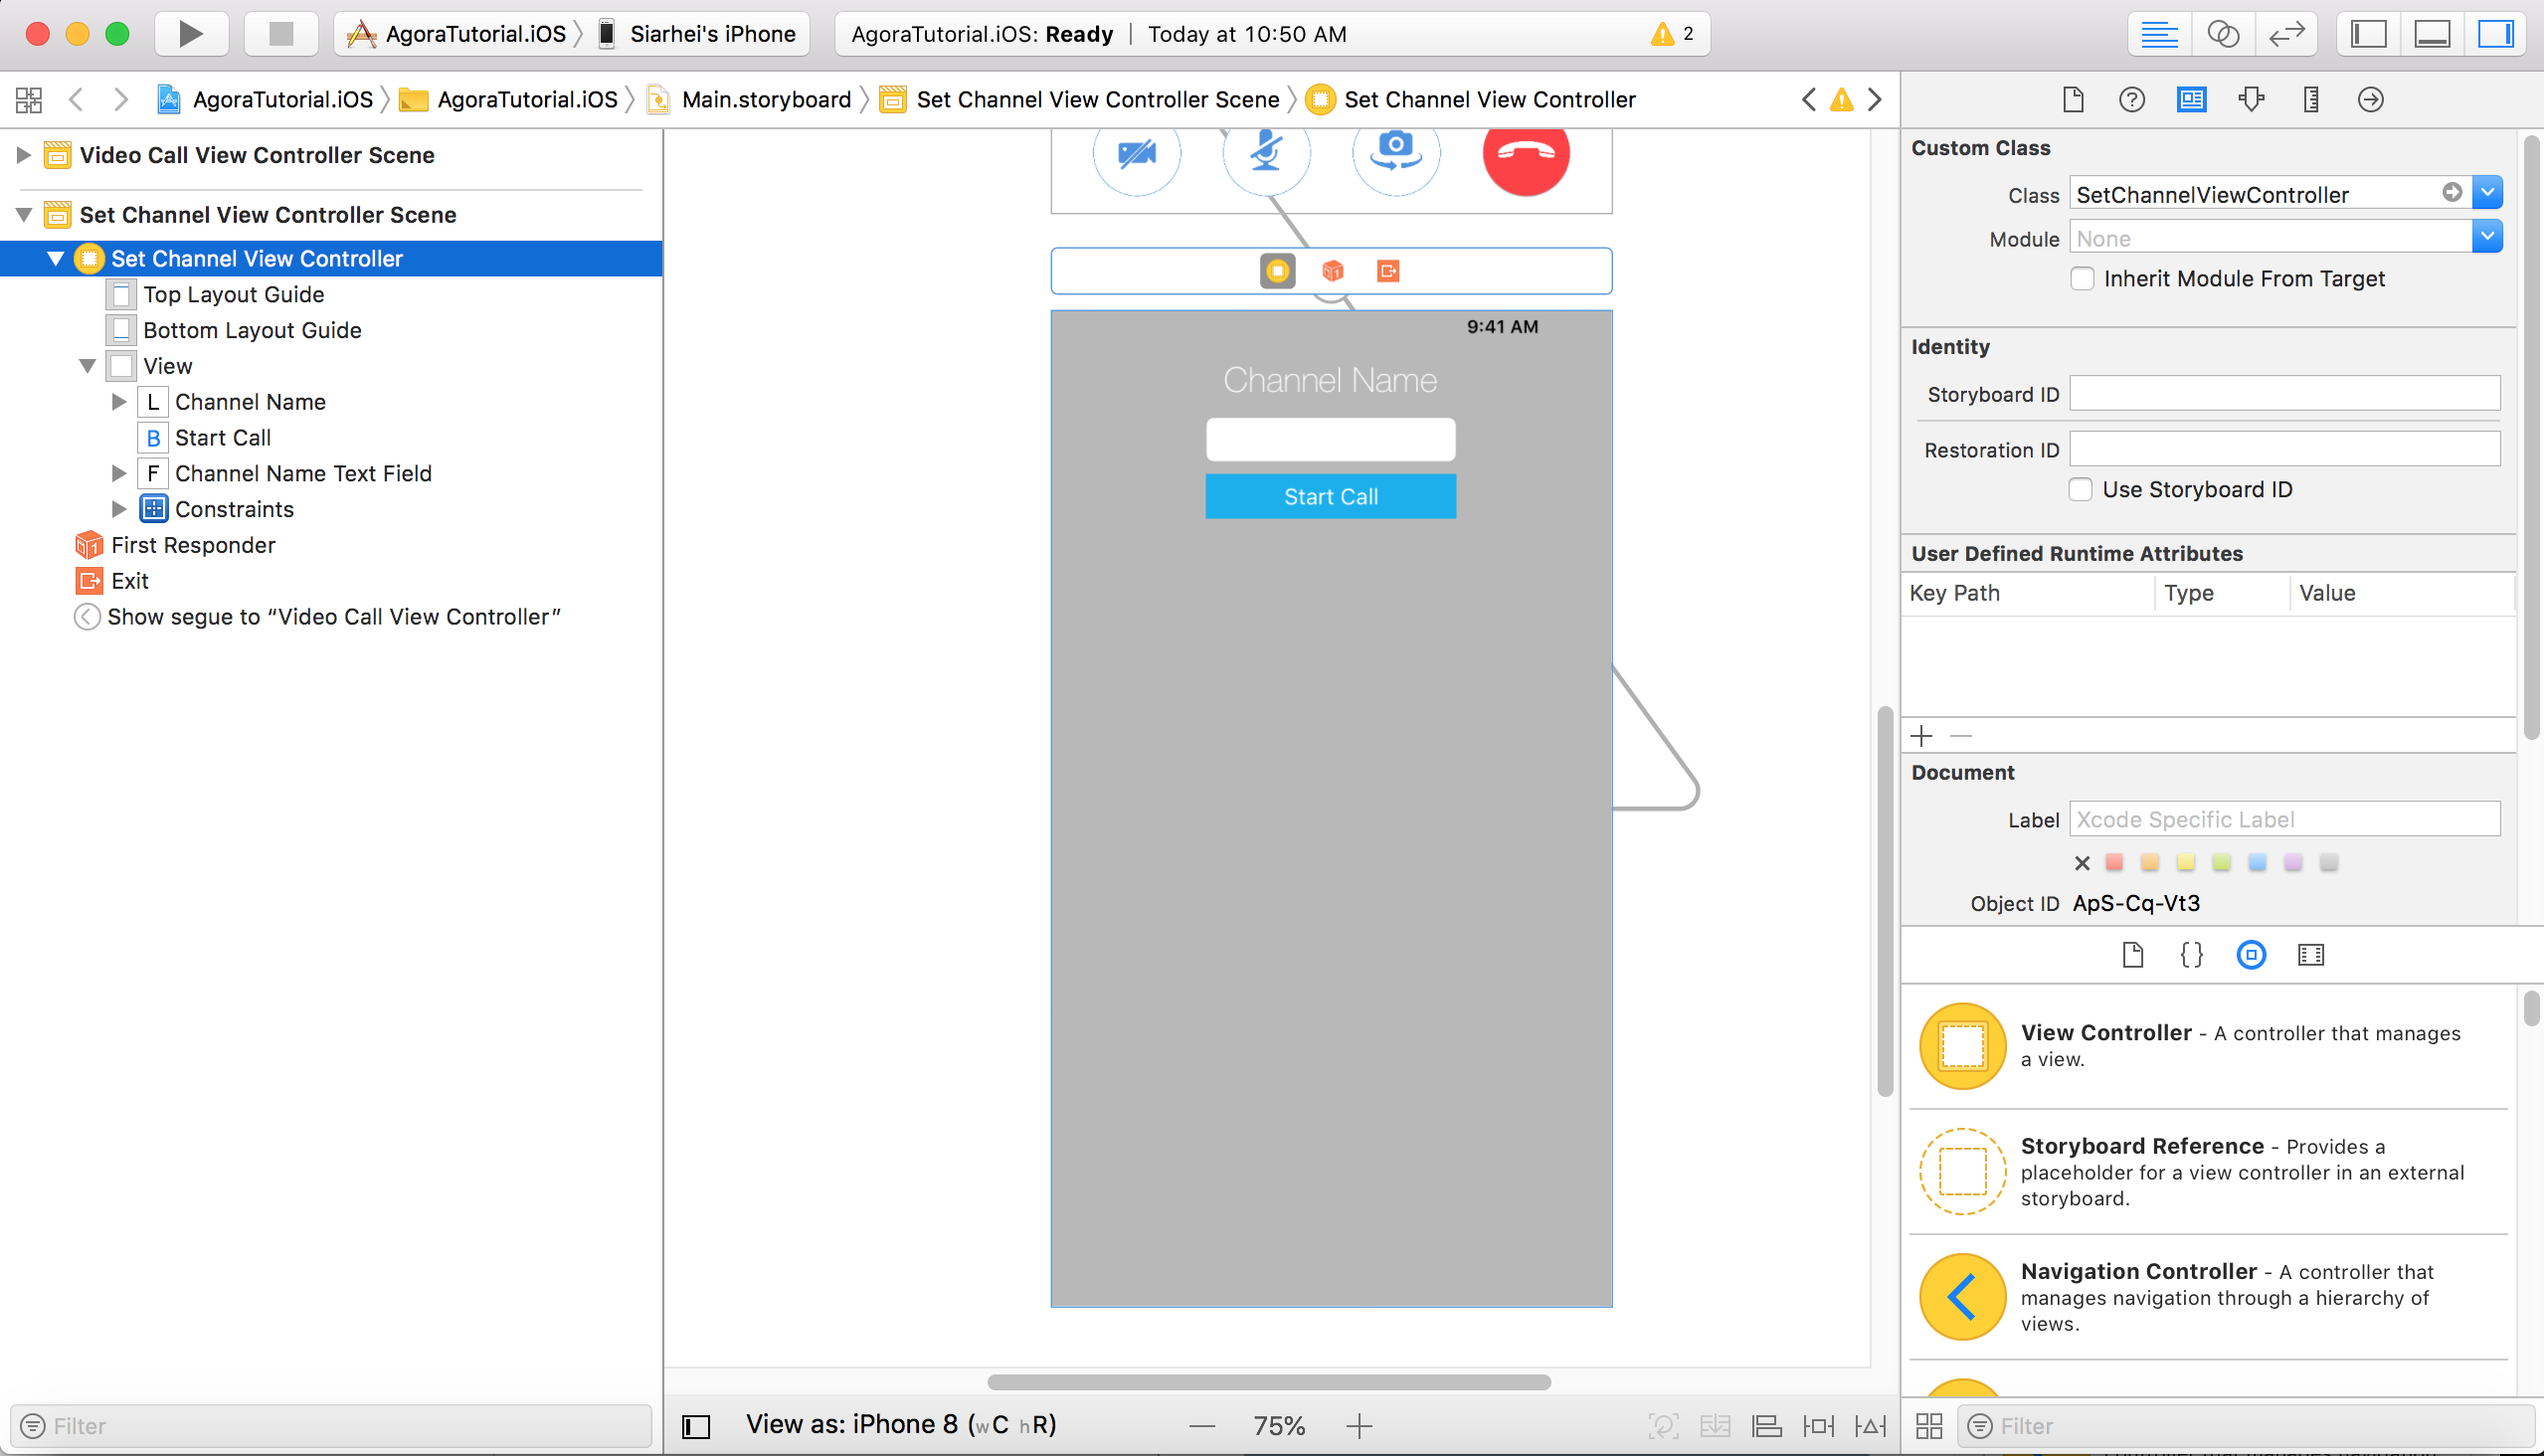 AgoraTutorial.iOS 〉 Siarhei's iPhone
AgoraTutorial.iOS: Ready | Today at 10:50 AM
2
AgoraTutorial.iOS 〉 AgoraTutorial.iOS 〉 Main.storyboard 〉 Set Channel View Controller Scene 〉 Set Channel View Controller
Video Call View Controller Scene
Set Channel View Controller Scene
Set Channel View Controller
Top Layout Guide
Bottom Layout Guide
View
L Channel Name
B Start Call
F Channel Name Text Field
Constraints
1 First Responder
Exit
Show segue to “Video Call View Controller”
Filter
1
9:41 AM
Channel Name
Start Call
View as: iPhone 8 (wC hR)
— 75% +
Custom Class
Class SetChannelViewController
Module None
Inherit Module From Target
Identity
Storyboard ID
Restoration ID
Use Storyboard ID
User Defined Runtime Attributes
Key Path Type Value
+ —
Document
Label Xcode Specific Label
Object ID ApS-Cq-Vt3
{ }
View Controller - A controller that manages
a view.
Storyboard Reference - Provides a
placeholder for a view controller in an external
storyboard.
Navigation Controller - A controller that
manages navigation through a hierarchy of
views.
Filter